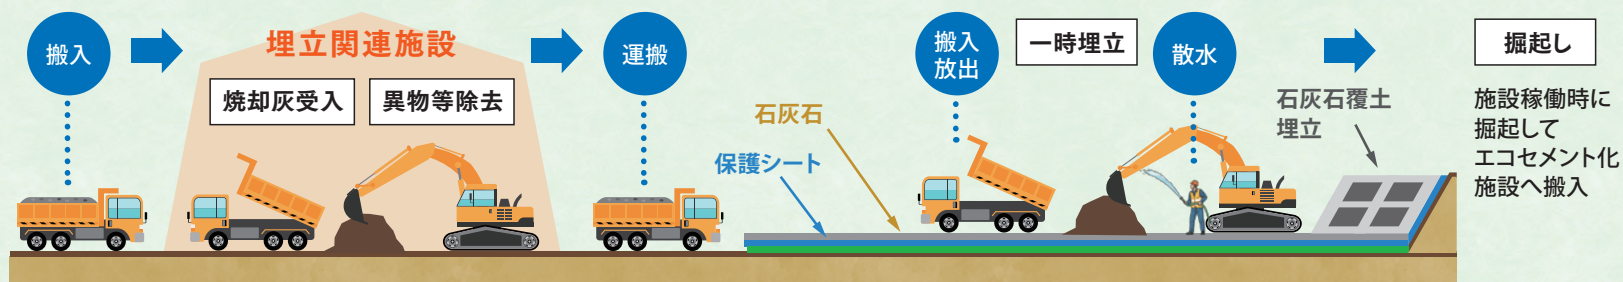 搬入
埋立関連施設
焼却灰受入
異物等除去
運搬
保護シート
石灰石
搬入
放出
一時埋立
散水
石灰石覆土
埋立
掘起し
施設稼働時に
掘起して
エコセメント化
施設へ搬入